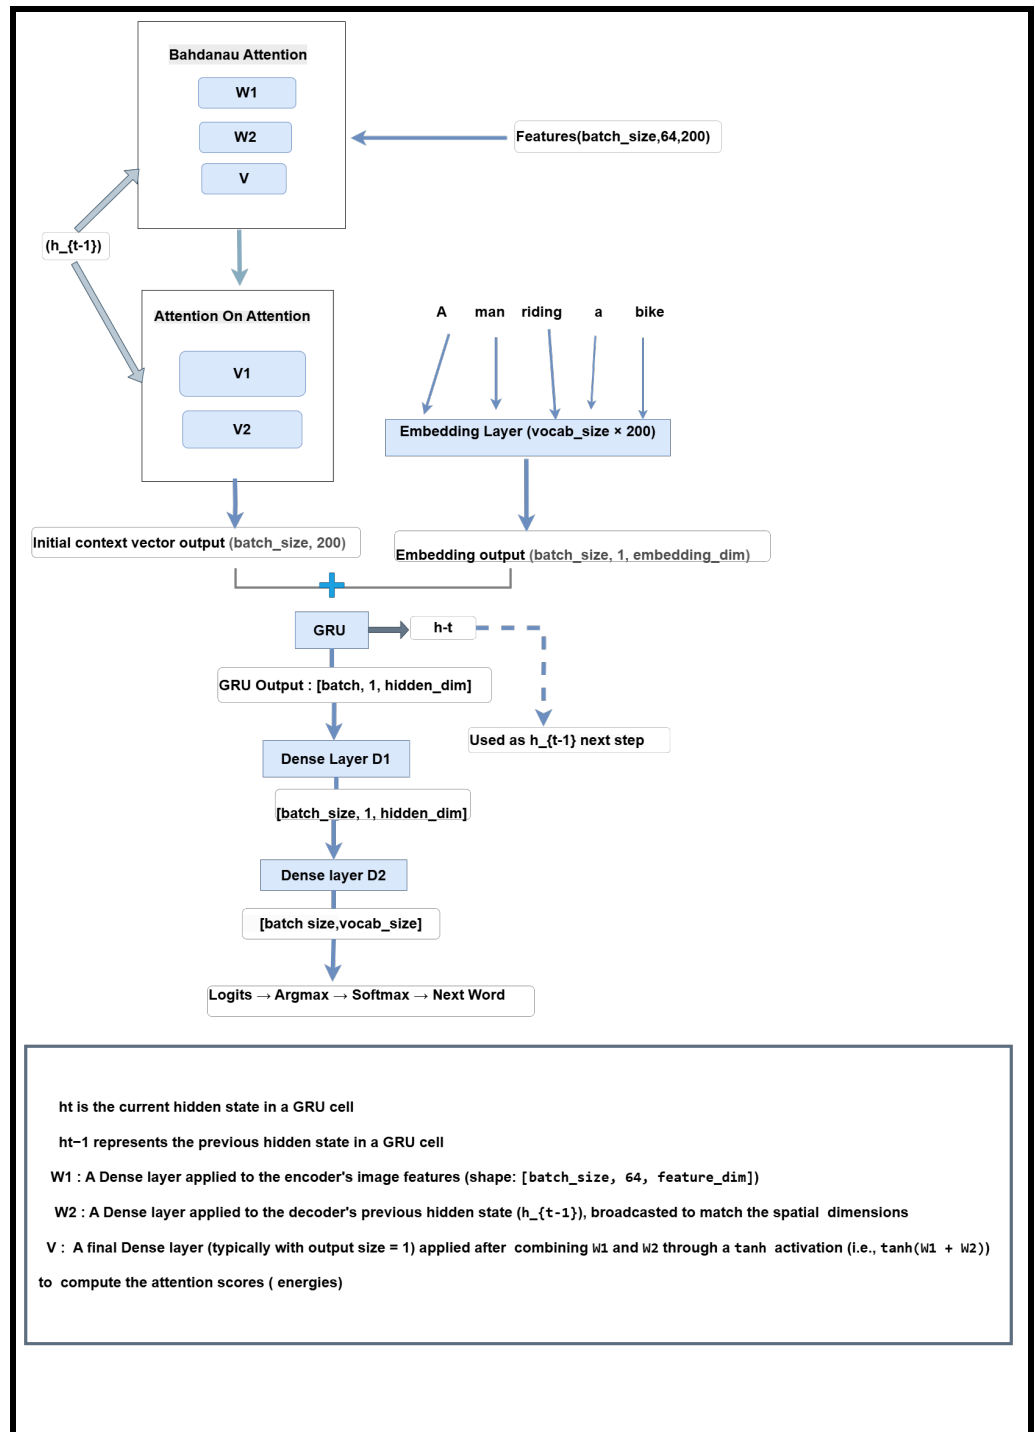 Bahdanau Attention
W1
W2
V
Features(batch_size,64,200)
(h_{t-1})
Attention On Attention
V1
V2
A man riding a bike
Embedding Layer (vocab_size × 200)
Initial context vector output (batch_size, 200)
Embedding output (batch_size, 1, embedding_dim)
GRU
h-t
GRU Output : [batch, 1, hidden_dim]
Used as h_{t-1} next step
Dense Layer D1
[batch_size, 1, hidden_dim]
Dense layer D2
[batch size,vocab_size]
Logits → Argmax → Softmax → Next Word
ht is the current hidden state in a GRU cell
ht−1 represents the previous hidden state in a GRU cell
W1 : A Dense layer applied to the encoder's image features (shape: [batch_size, 64, feature_dim])
W2 : A Dense layer applied to the decoder's previous hidden state (h_{t-1}), broadcasted to match the spatial dimensions
V : A final Dense layer (typically with output size = 1) applied after combining W1 and W2 through a tanh activation (i.e., tanh(W1 + W2))
to compute the attention scores ( energies)